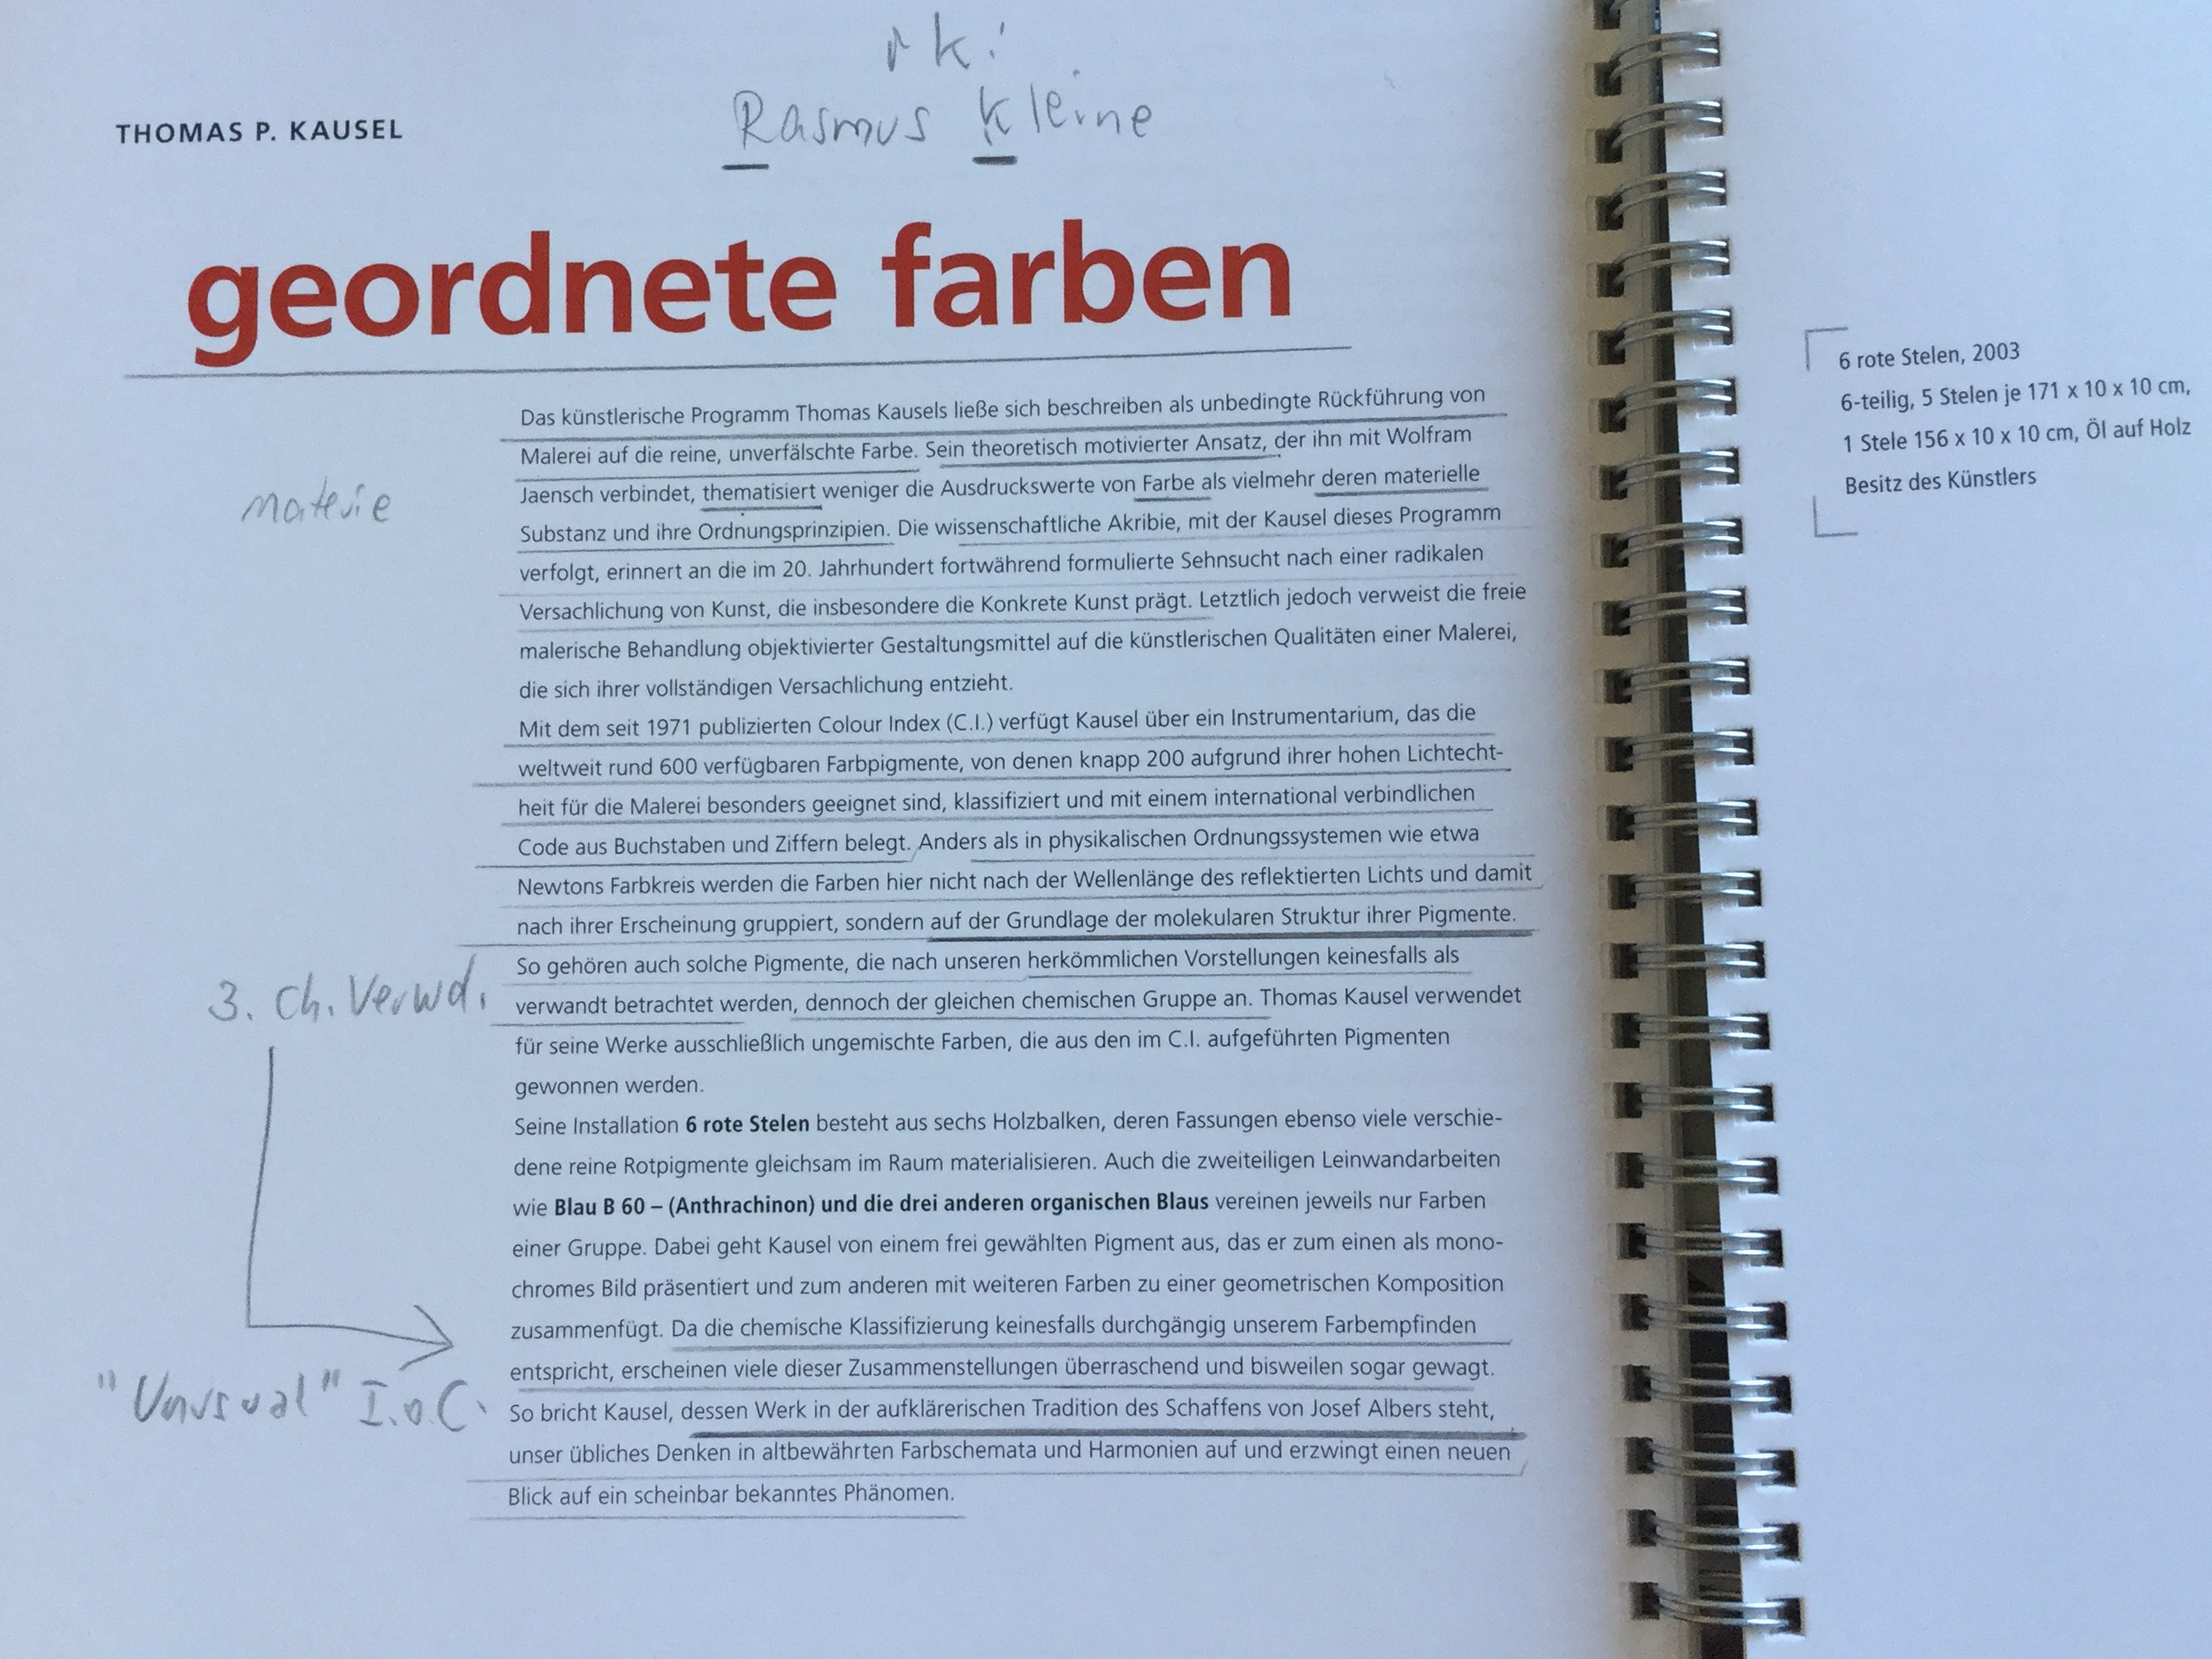 rk:
Rasmus Kleine
THOMAS P. KAUSEL
geordnete farben
Das künstlerische Programm Thomas Kausels ließe sich beschreiben als unbedingte Rückführung von
Malerei auf die reine, unverfälschte Farbe. Sein theoretisch motivierter Ansatz, der ihn mit Wolfram
Jaensch verbindet, thematisiert weniger die Ausdruckswerte von Farbe als vielmehr deren materielle
materie
Substanz und ihre Ordnungsprinzipien. Die wissenschaftliche Akribie, mit der Kausel dieses Programm
verfolgt, erinnert an die im 20. Jahrhundert fortwährend formulierte Sehnsucht nach einer radikalen
Versachlichung von Kunst, die insbesondere die Konkrete Kunst prägt. Letztlich jedoch verweist die freie
malerische Behandlung objektivierter Gestaltungsmittel auf die künstlerischen Qualitäten einer Malerei,
die sich ihrer vollständigen Versachlichung entzieht.
Mit dem seit 1971 publizierten Colour Index (C.I.) verfügt Kausel über ein Instrumentarium, das die
weltweit rund 600 verfügbaren Farbpigmente, von denen knapp 200 aufgrund ihrer hohen Lichtecht-
heit für die Malerei besonders geeignet sind, klassifiziert und mit einem international verbindlichen
Code aus Buchstaben und Ziffern belegt. Anders als in physikalischen Ordnungssystemen wie etwa
Newtons Farbkreis werden die Farben hier nicht nach der Wellenlänge des reflektierten Lichts und damit
nach ihrer Erscheinung gruppiert, sondern auf der Grundlage der molekularen Struktur ihrer Pigmente.
So gehören auch solche Pigmente, die nach unseren herkömmlichen Vorstellungen keinesfalls als
3. Ch. Verwd.
verwandt betrachtet werden, dennoch der gleichen chemischen Gruppe an. Thomas Kausel verwendet
für seine Werke ausschließlich ungemischte Farben, die aus den im C.I. aufgeführten Pigmenten
gewonnen werden.
Seine Installation 6 rote Stelen besteht aus sechs Holzbalken, deren Fassungen ebenso viele verschie-
dene reine Rotpigmente gleichsam im Raum materialisieren. Auch die zweiteiligen Leinwandarbeiten
wie Blau B 60 – (Anthrachinon) und die drei anderen organischen Blaus vereinen jeweils nur Farben
einer Gruppe. Dabei geht Kausel von einem frei gewählten Pigment aus, das er zum einen als mono-
chromes Bild präsentiert und zum anderen mit weiteren Farben zu einer geometrischen Komposition
zusammenfügt. Da die chemische Klassifizierung keinesfalls durchgängig unserem Farbempfinden
entspricht, erscheinen viele dieser Zusammenstellungen überraschend und bisweilen sogar gewagt.
"Unusual" I.o.C.
So bricht Kausel, dessen Werk in der aufklärerischen Tradition des Schaffens von Josef Albers steht,
unser übliches Denken in altbewährten Farbschemata und Harmonien auf und erzwingt einen neuen
Blick auf ein scheinbar bekanntes Phänomen.
6 rote Stelen, 2003
6-teilig, 5 Stelen je 171 x 10 x 10 cm,
1 Stele 156 x 10 x 10 cm, Öl auf Holz
Besitz des Künstlers